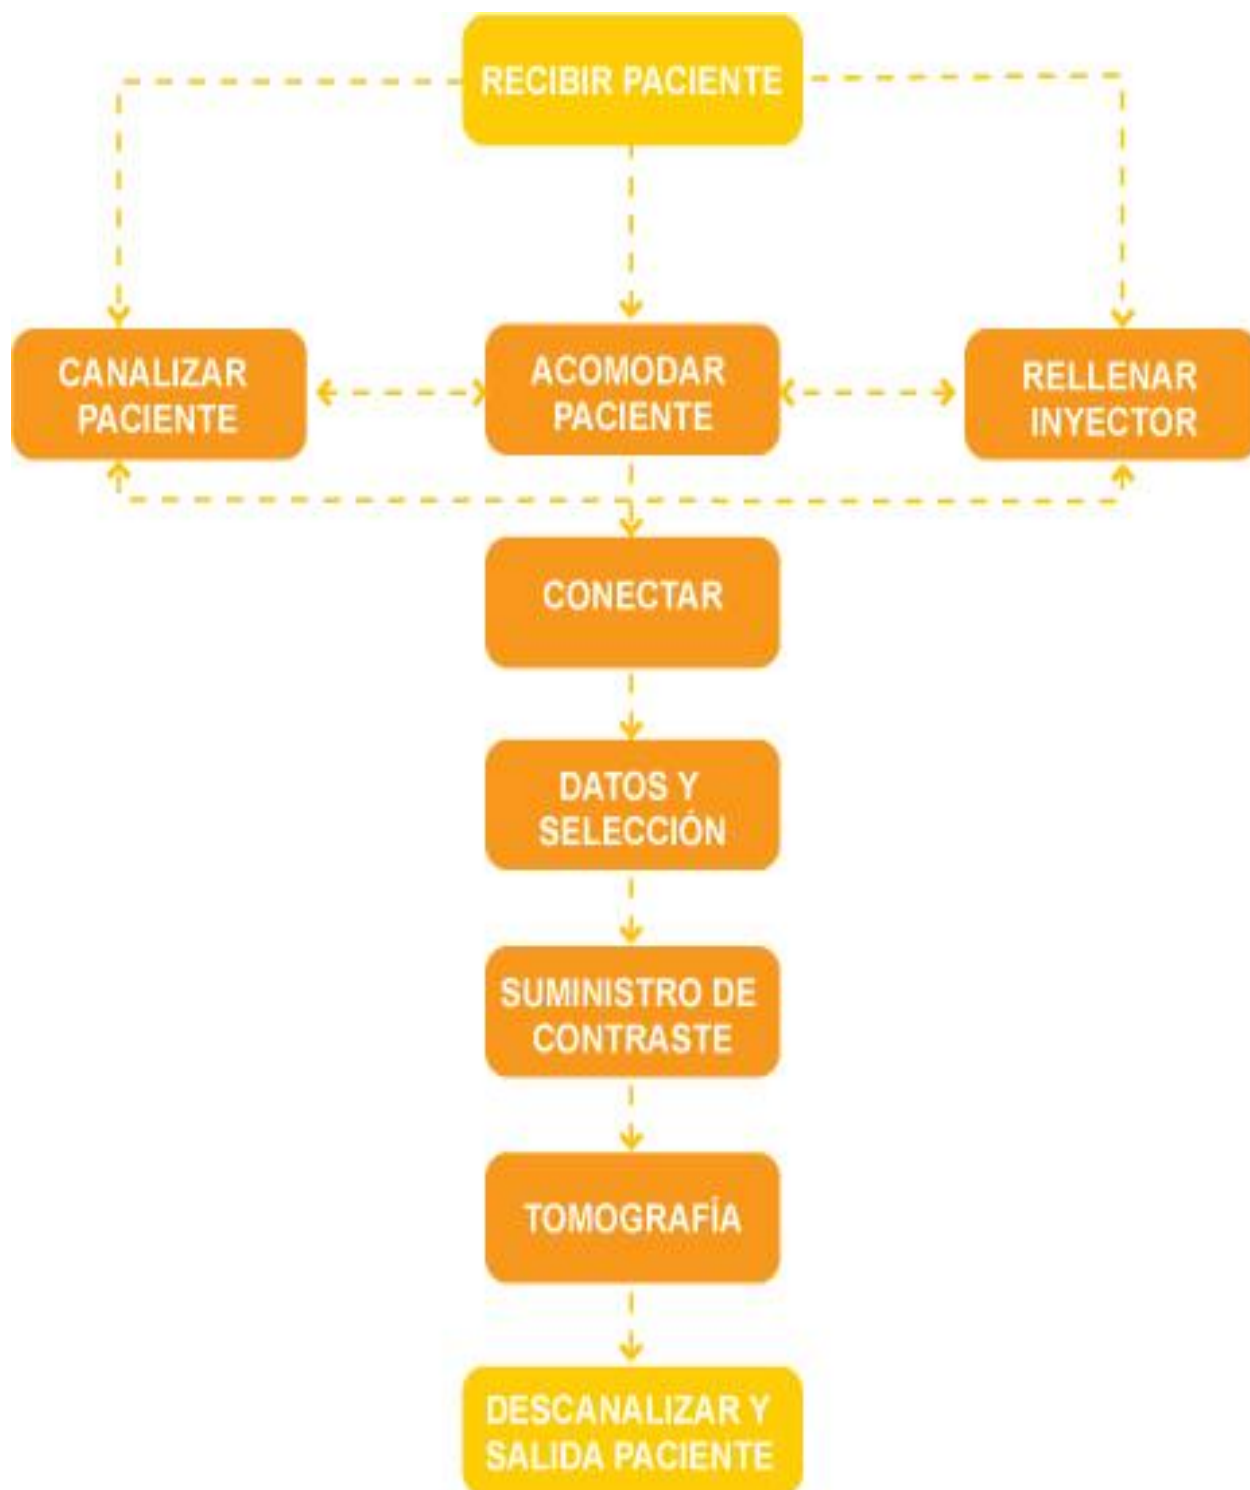 RECIBIR PACIENTE
CANALIZAR
PACIENTE
ACOMODAR
PACIENTE
RELLENAR
INYECTOR
CONECTAR
DATOS Y
SELECCIÓN
SUMINISTRO DE
CONTRASTE
TOMOGRAFÍA
DESCANALIZAR Y
SALIDA PACIENTE